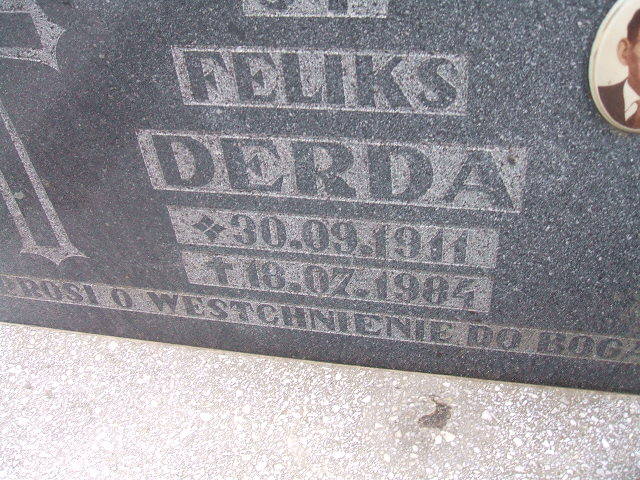 FELIKS
DERDA
❖30.09.1911
†18.07.1984
PROSI O WESTCHNIENIE DO BOGA